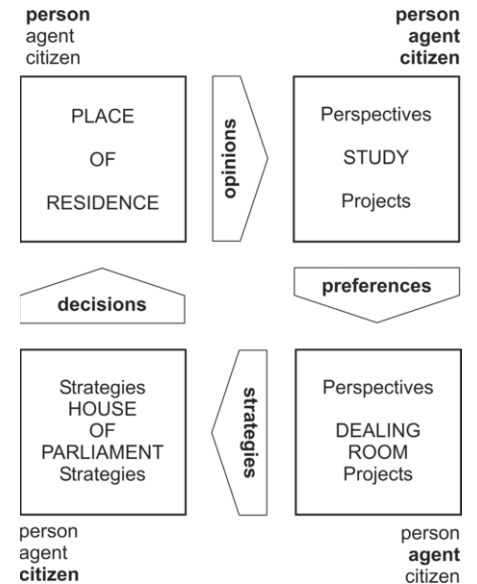 person
agent
citizen
person
agent
citizen
PLACE
OF
RESIDENCE
opinions
Perspectives
STUDY
Projects
decisions
preferences
Strategies
HOUSE
OF
PARLIAMENT
Strategies
strategies
Perspectives
DEALING
ROOM
Projects
person
agent
citizen
person
agent
citizen